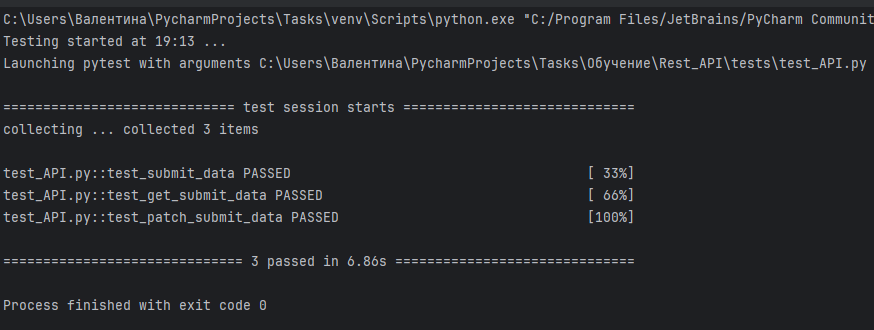 C:\Users\Валентина\PycharmProjects\Tasks\venv\Scripts\python.exe "C:/Program Files/JetBrains/PyCharm Communit
Testing started at 19:13 ...
Launching pytest with arguments C:\Users\Валентина\PycharmProjects\Tasks\Обучение\Rest_API\tests\test_API.py
============================= test session starts =============================
collecting ... collected 3 items
test_API.py::test_submit_data PASSED                                     [ 33%]
test_API.py::test_get_submit_data PASSED                                 [ 66%]
test_API.py::test_patch_submit_data PASSED                               [100%]
============================== 3 passed in 6.86s ==============================
Process finished with exit code 0